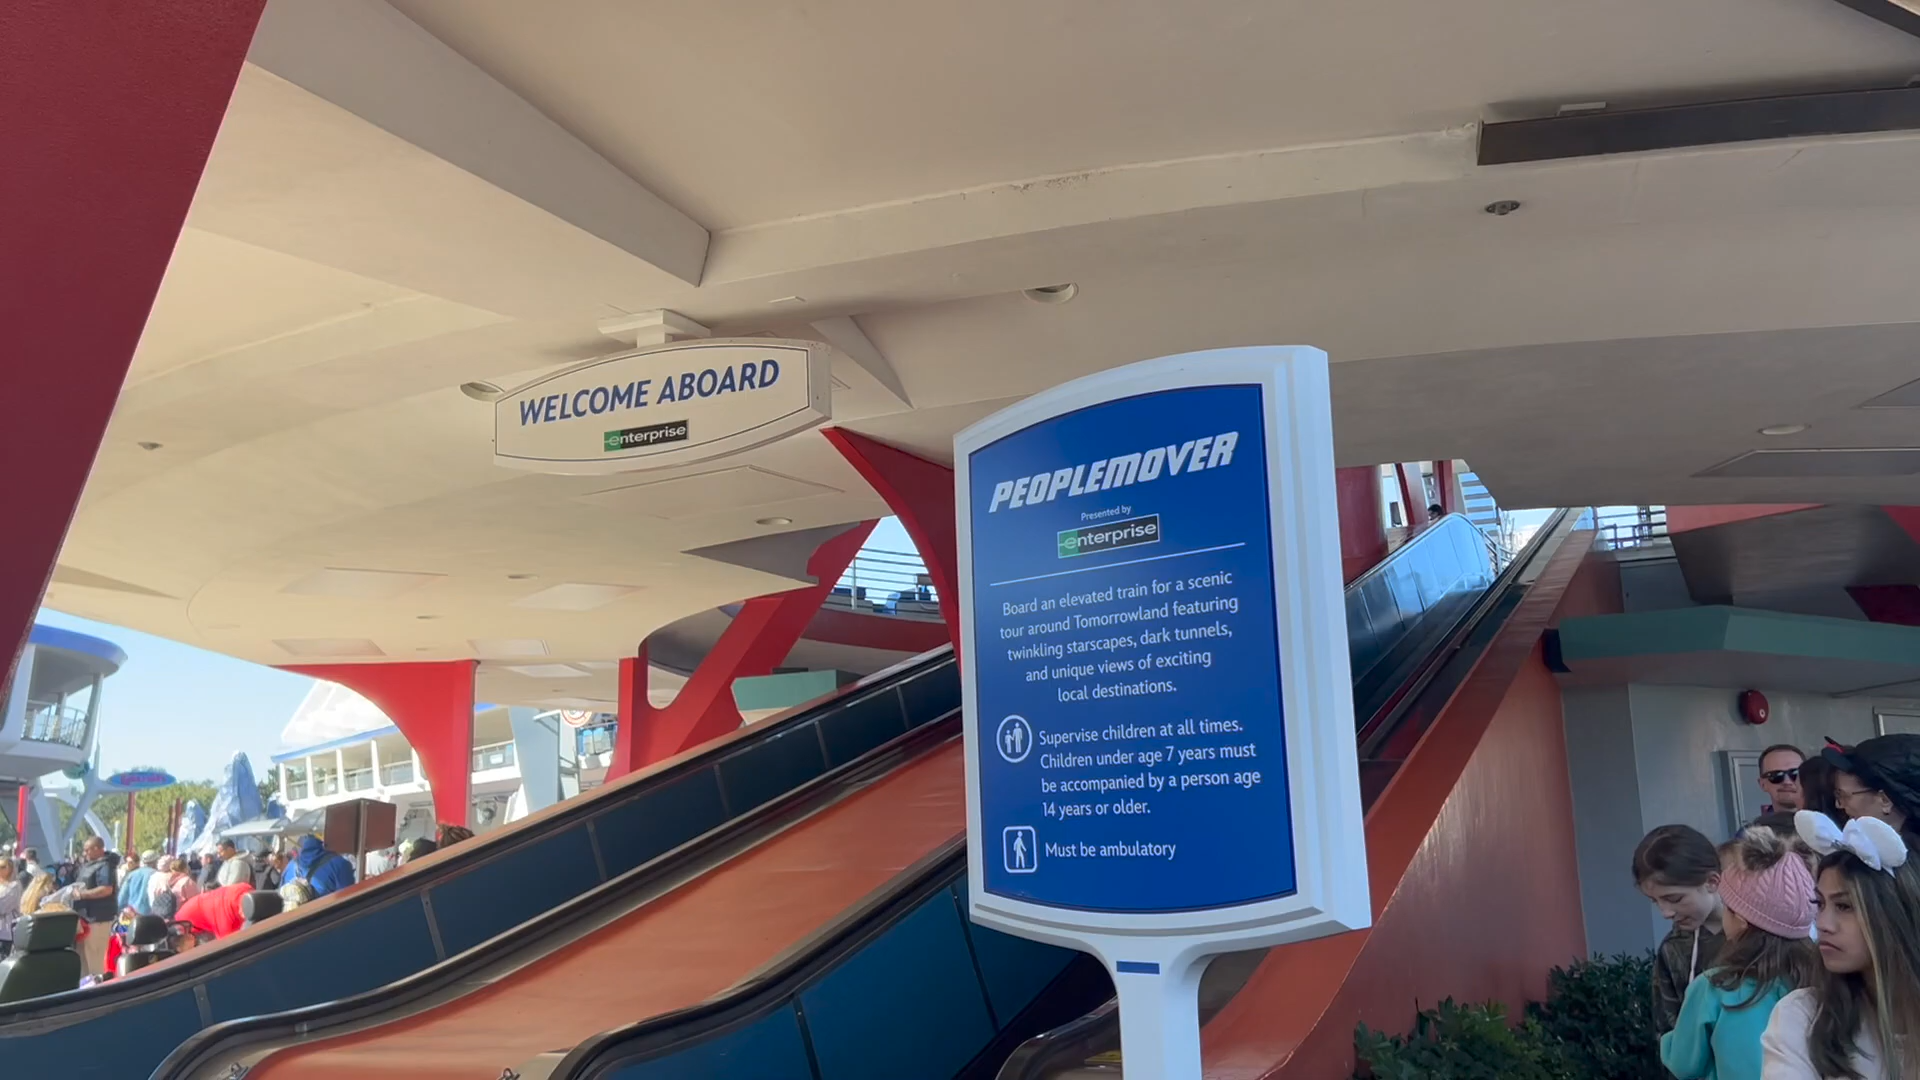 WELCOME ABOARD
enterprise
PEOPLEMOVER
Presented by
enterprise
Board an elevated train for a scenic
tour around Tomorrowland featuring
twinkling starscapes, dark tunnels,
and unique views of exciting
local destinations.
Supervise children at all times.
Children under age 7 years must
be accompanied by a person age
14 years or older.
Must be ambulatory